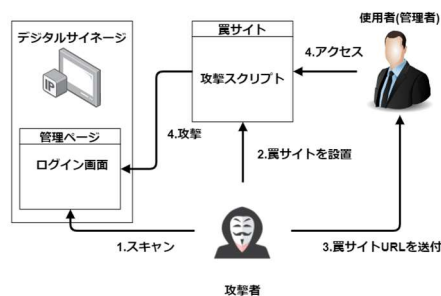 デジタルサイネージ
IP
管理ページ
ログイン画面
罠サイト
攻撃スクリプト
使用者(管理者)
4.アクセス
4.攻撃
2.罠サイトを設置
1.スキャン
3.罠サイトURLを送付
攻撃者